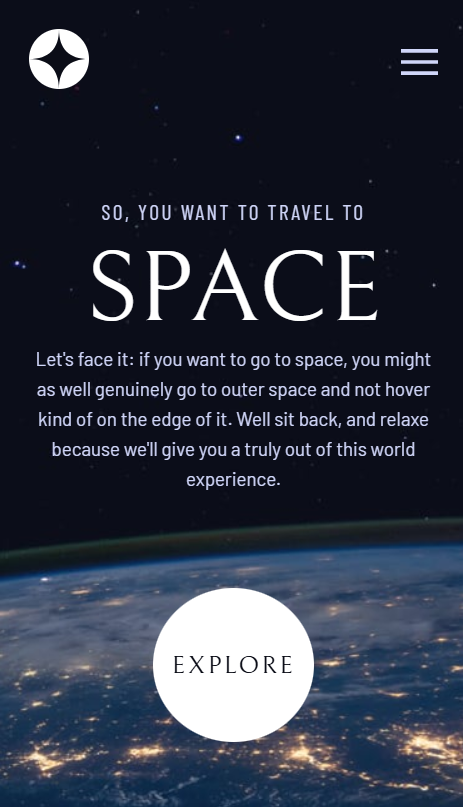 SO, YOU WANT TO TRAVEL TO
SPACE
Let's face it: if you want to go to space, you might
as well genuinely go to outer space and not hover
kind of on the edge of it. Well sit back, and relaxe
because we'll give you a truly out of this world
experience.
EXPLORE